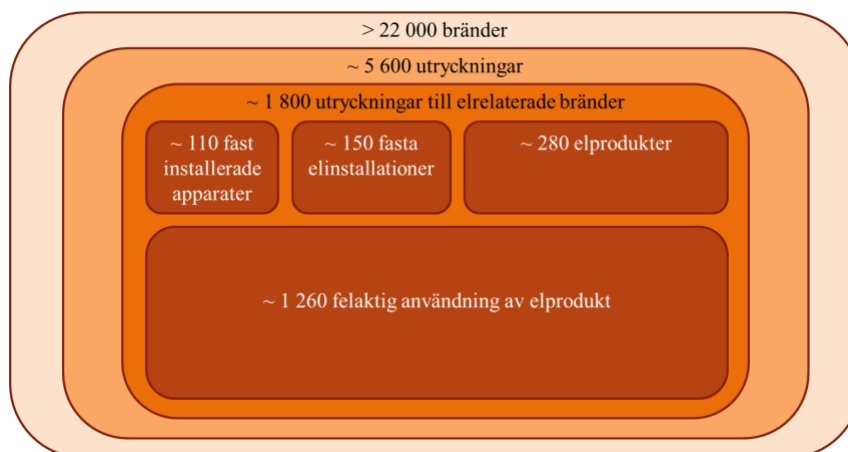 > 22 000 bränder
~ 5 600 utryckningar
~ 1 800 utryckningar till elrelaterade bränder
~ 110 fast
installerade
apparater
~ 150 fasta
elinstallationer
~ 280 elprodukter
~ 1 260 felaktig användning av elprodukt